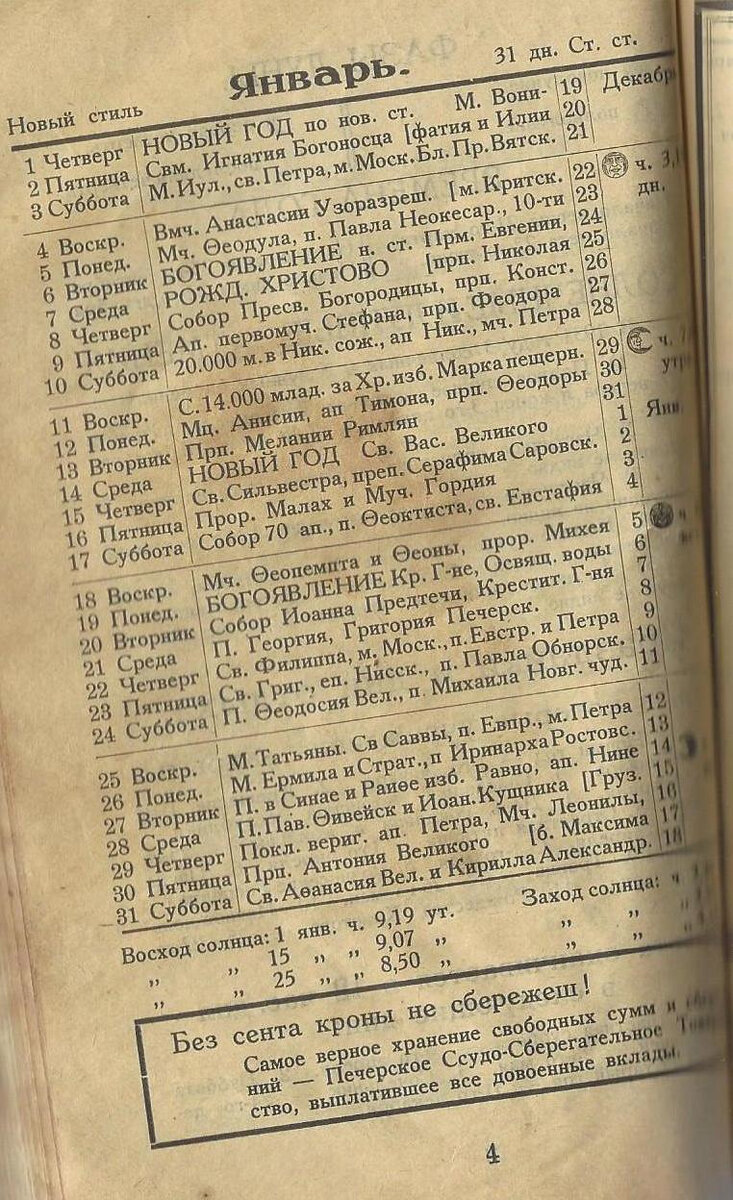 Январь.
31 дн. Ст. ст.
Новый стиль
1 Четверг НОВЫЙ ГОД по нов. ст. М. Вони- 19 Декабр
2 Пятница Свм. Игнатия Богоносца [фатия и Илии 20
3 Суббота М. Иул., св. Петра, м. Моск. Бл. Пр. Вятск. 21
4 Воскр. Вмч. Анастасии Узоразреш. [м. Критск. 22 ч. 3,
5 Понед. Мч. Ѳеодула, п. Павла Неокесар., 10-ти 23 дн.
6 Вторник БОГОЯВЛЕНИЕ н. ст. Прм. Евгении, 24
7 Среда РОЖД. ХРИСТОВО [прп. Николая 25
8 Четверг Собор Пресв. Богородицы, прп. Конст. 26
9 Пятница Ап. первомуч. Стефана, прп. Феодора 27
10 Суббота 20.000 м. в Ник. сож., ап Ник., мч. Петра 28
11 Воскр. С. 14.000 млад. за Хр. изб. Марка пещерн. 29 ч.
12 Понед. Мц. Анисии, ап Тимона, прп. Ѳеодоры 30 утр
13 Вторник Прп. Мелании Римлян 31
14 Среда НОВЫЙ ГОД Св. Вас. Великого 1 Янв.
15 Четверг Св. Сильвестра, преп. Серафима Саровск. 2
16 Пятница Прор. Малах и Муч. Гордия 3
17 Суббота Собор 70 ап., п. Ѳеоктиста, св. Евстафия 4
18 Воскр. Мч. Ѳеопемпта и Ѳеоны, прор. Михея 5 ч
19 Понед. БОГОЯВЛЕНИЕ Кр. Г-не, Освящ. воды 6
20 Вторник Собор Иоанна Предтечи, Крестит. Г-ня 7
21 Среда П. Георгия, Григория Печерск. 8
22 Четверг Св. Филиппа, м. Моск., п. Евстр. и Петра 9
23 Пятница Св. Григ., еп. Нисск., п. Павла Обнорск. 10
24 Суббота П. Ѳеодосия Вел., п. Михаила Новг. чуд. 11
25 Воскр. М. Татьяны. Св Саввы, п. Евпр., м. Петра 12
26 Понед. М. Ермила и Страт., п Иринарха Ростовс. 13
27 Вторник П. в Синае и Раиѳе изб. Равно, ап. Нине 14
28 Среда П. Пав. Ѳивейск и Иоан. Кущника [Груз. 15
29 Четверг Покл. вериг. ап. Петра, Мч. Леонилы, 16
30 Пятница Прп. Антония Великого [б. Максима 17
31 Суббота Св. Аѳанасия Вел. и Кирилла Александр. 18
Восход солнца: 1 янв. ч. 9,19 ут. Заход солнца: ч
„ „ 15 „ „ 9,07 „ „ „
„ „ 25 „ „ 8,50 „ „ „
Без сента кроны не сбережеш!
Самое верное хранение свободных сумм и
ний — Печерское Ссудо-Сберегательное
ство, выплатившее все довоенные вклады.
4